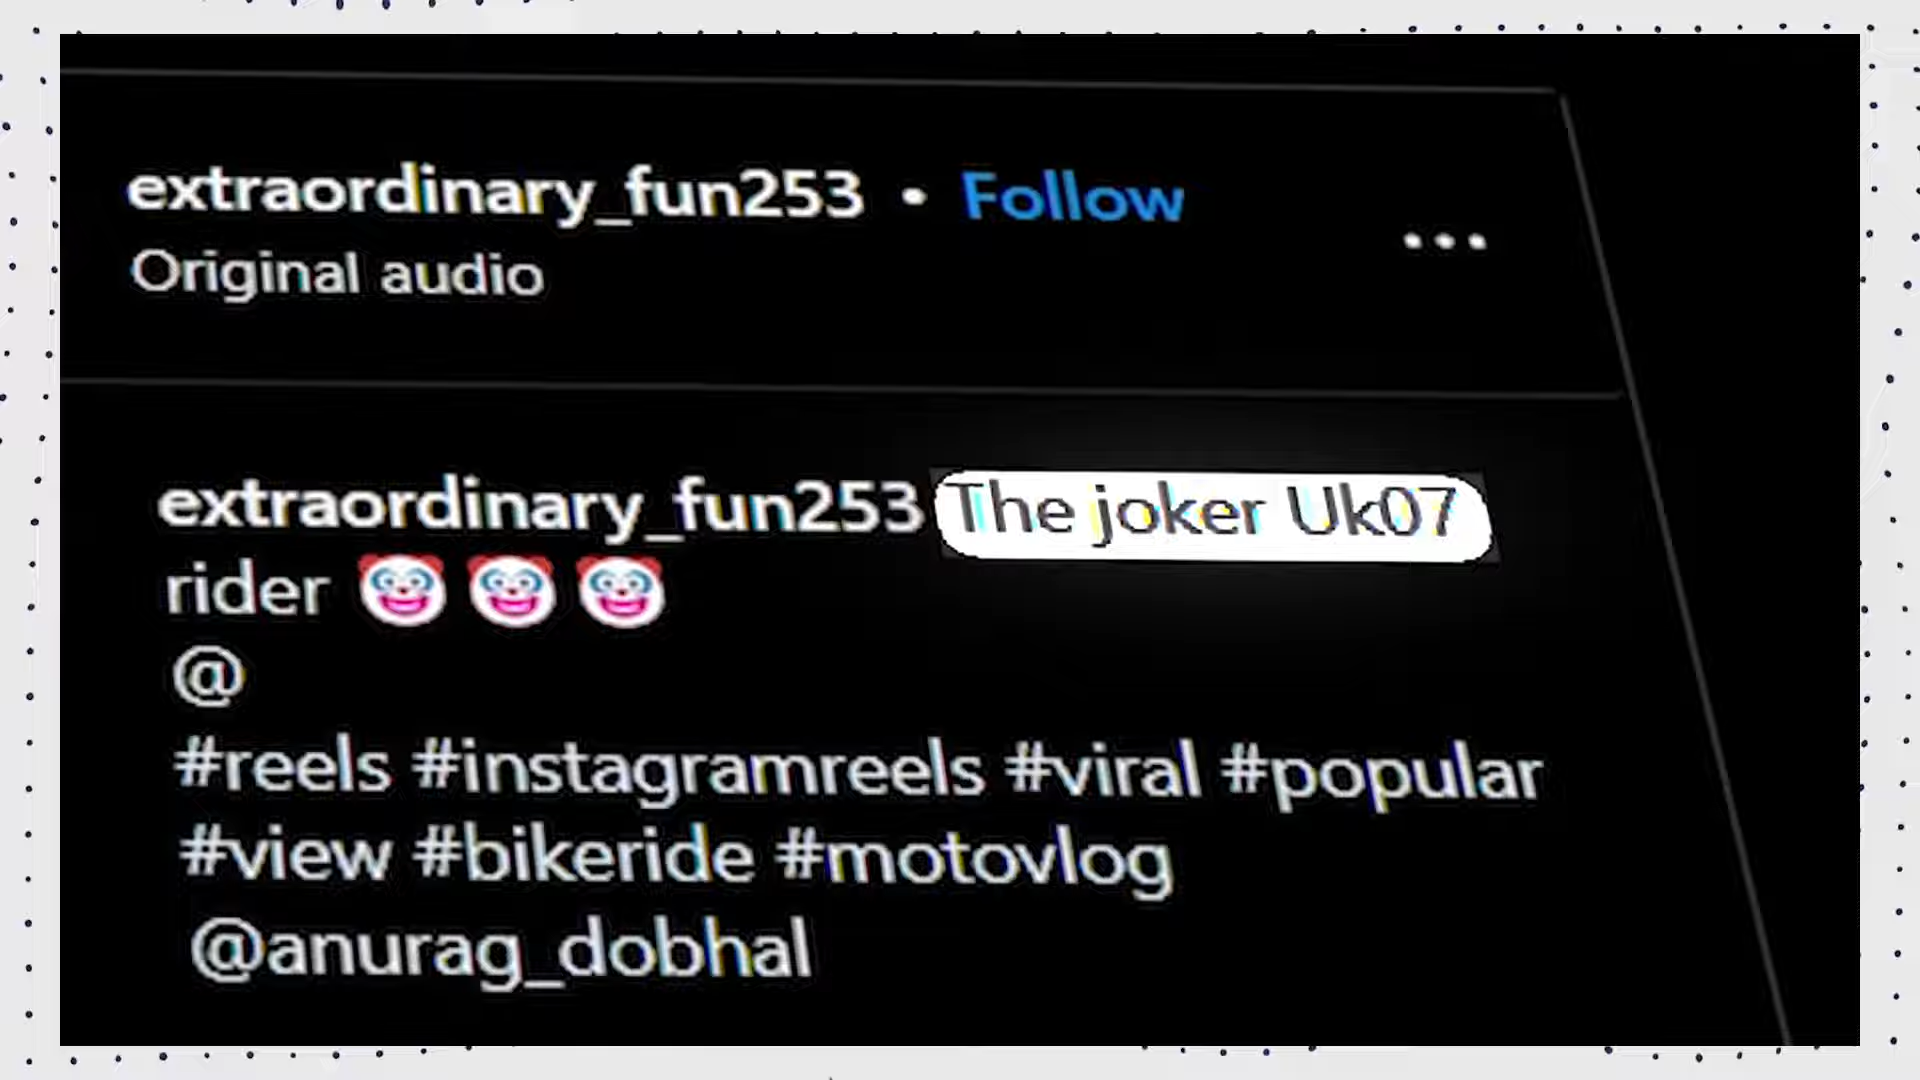 extraordinary_fun253 • Follow
...
Original audio
extraordinary_fun253 The joker Uk07
rider 🤡 🤡 🤡
@
#reels #instagramreels #viral #popular
#view #bikeride #motovlog
@anurag_dobhal